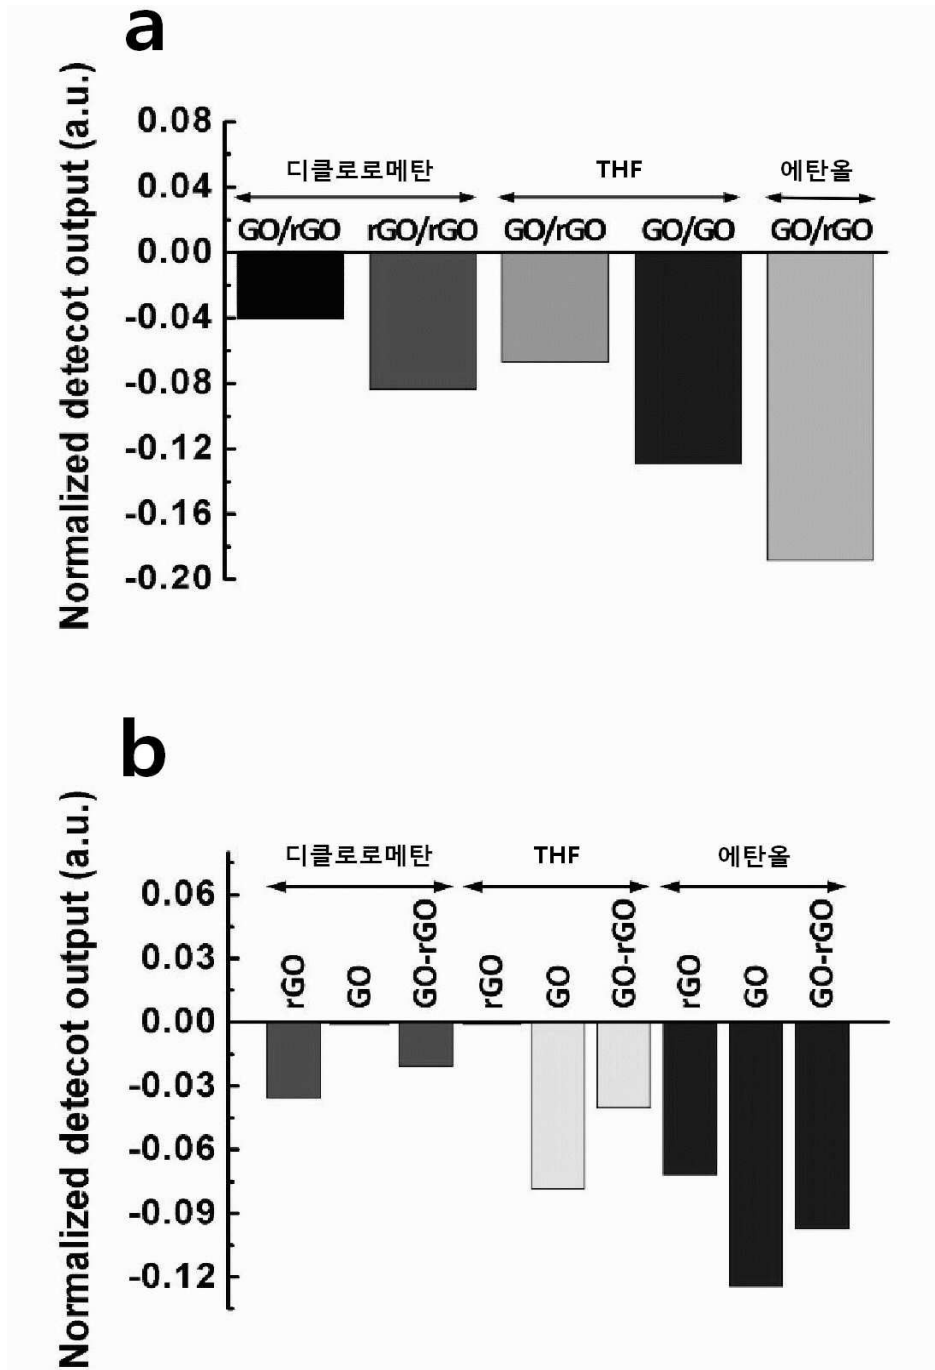 a
Normalized detecot output (a.u.)
0.08
0.04
0.00
-0.04
-0.08
-0.12
-0.16
-0.20
디클로로메탄 THF 에탄올
GO/rGO rGO/rGO GO/rGO GO/GO GO/rGO
b
Normalized detecot output (a.u.)
0.06
0.03
0.00
-0.03
-0.06
-0.09
-0.12
디클로로메탄 THF 에탄올
rGO GO GO-rGO rGO GO GO-rGO rGO GO GO-rGO